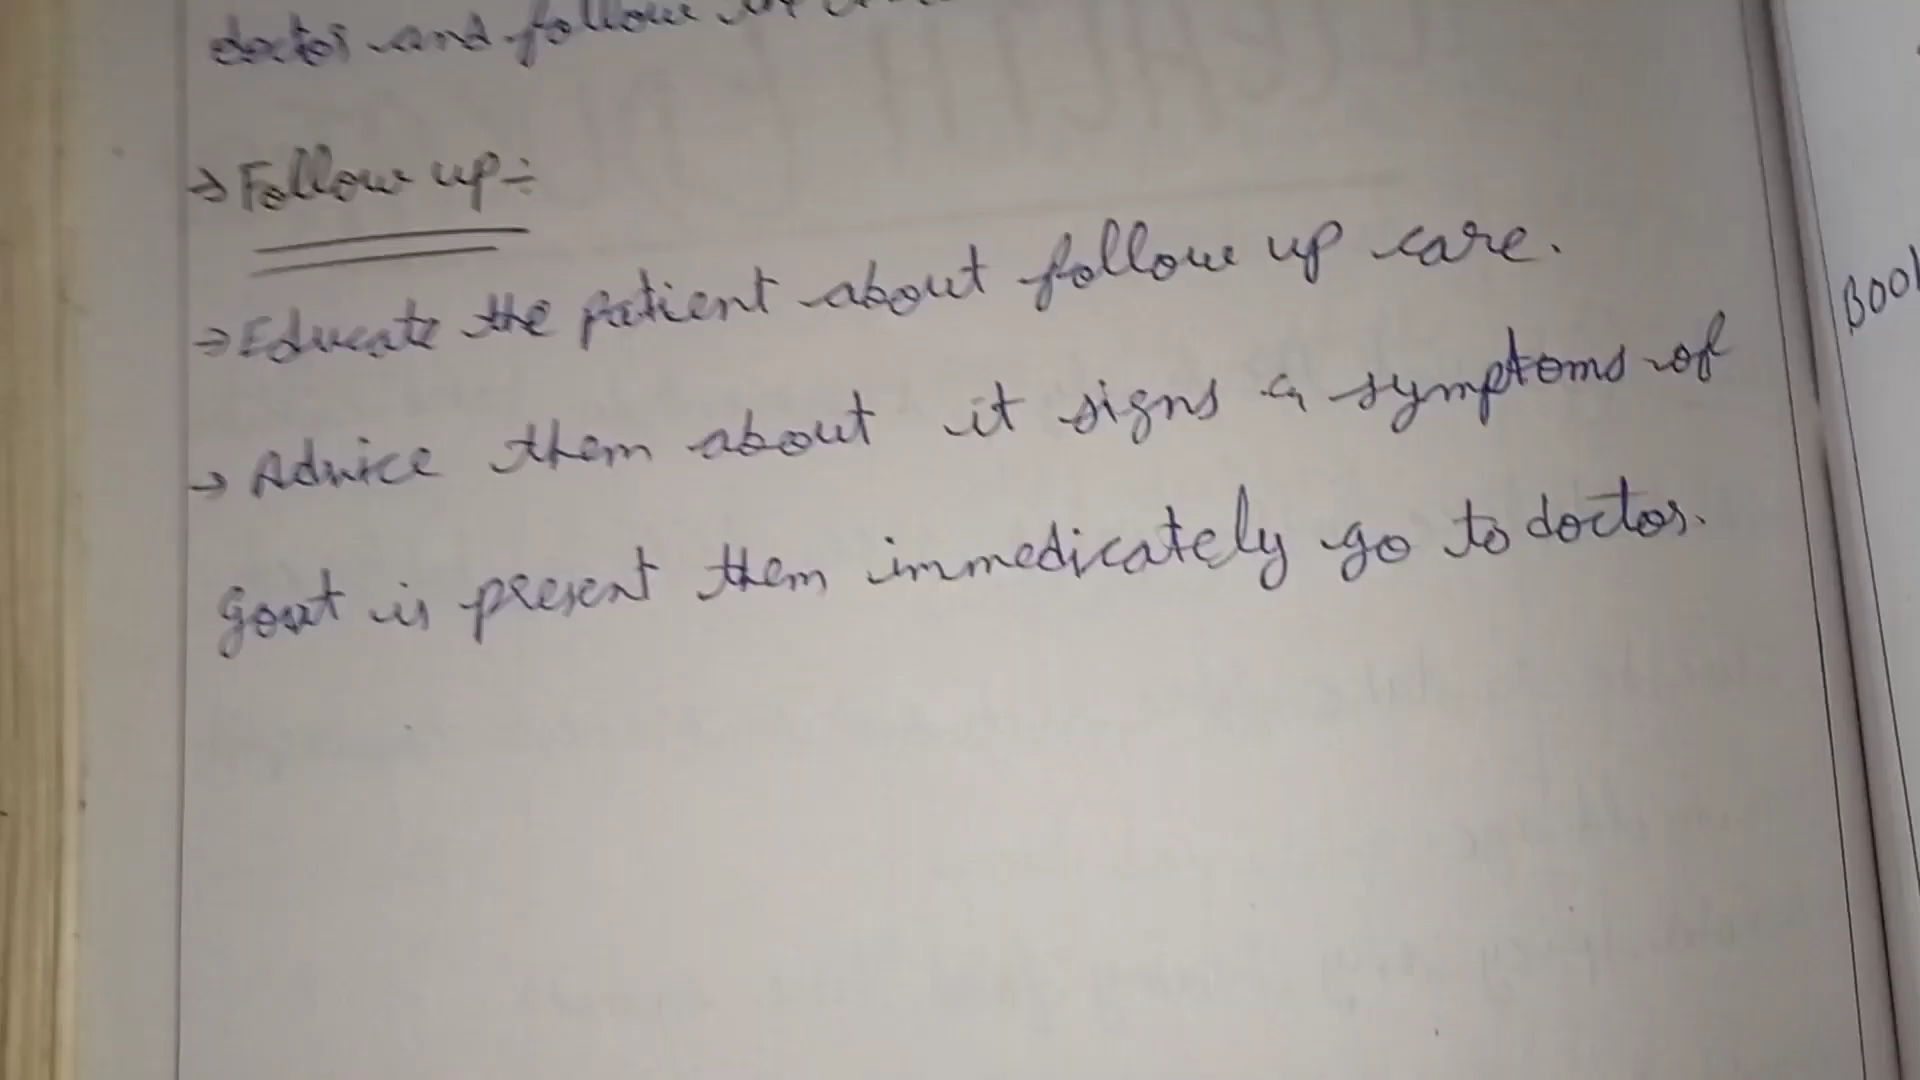 doctor and follow
→ Follow up :-
→ Educate the patient about follow up care.
→ Advice them about it signs & symptoms of
gout is present them immedicately go to doctor.